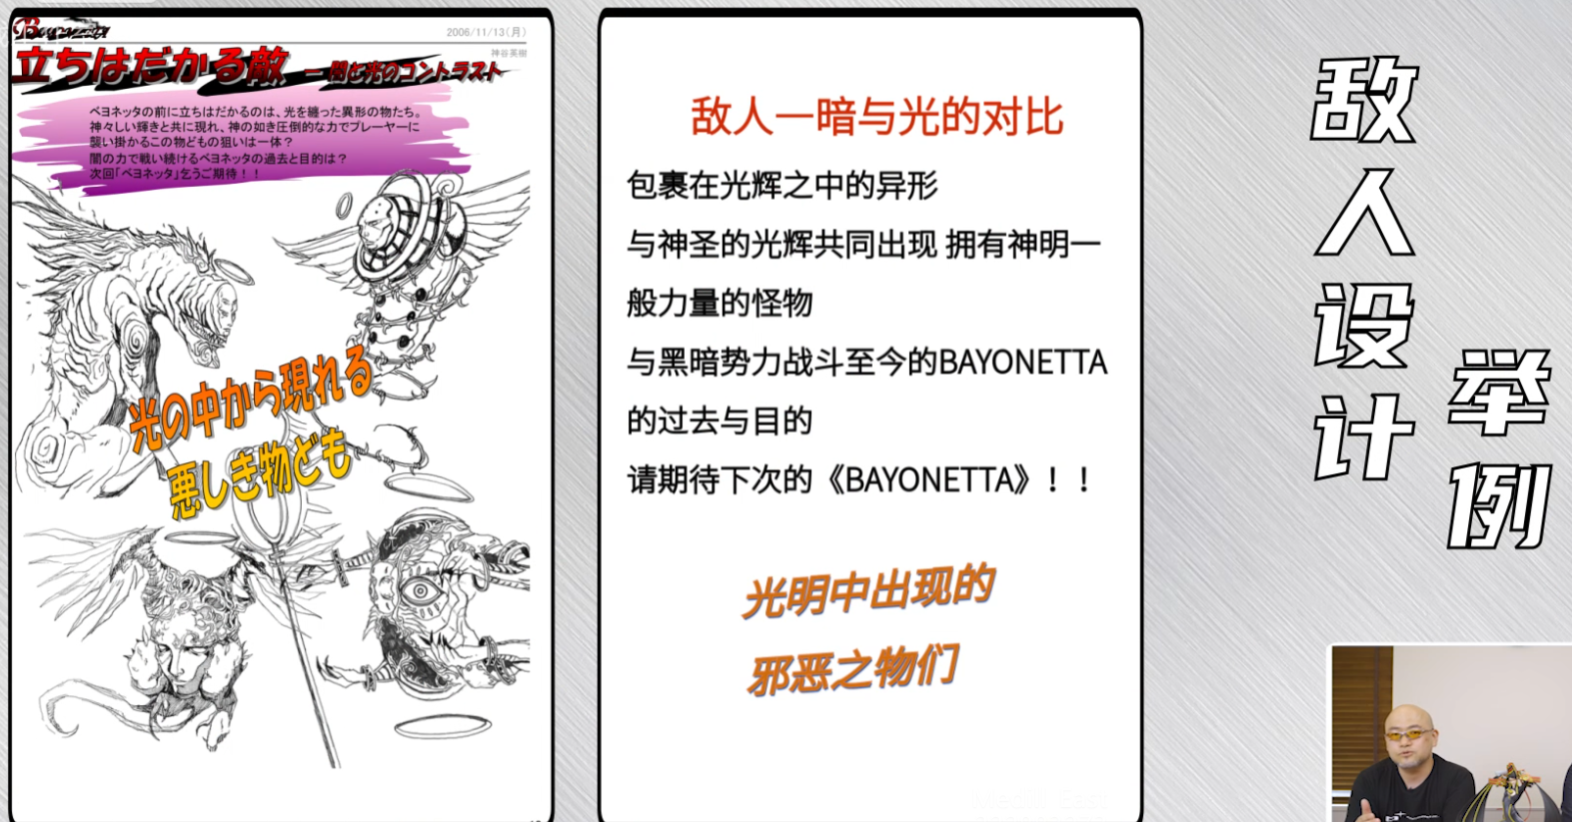 BAYONETTA
2006/11/13(月)
神谷英樹
立ちはだかる敵 ー 闇と光のコントラスト
ベヨネッタの前に立ちはだかるのは、光を纏った異形の物たち。
神々しい輝きと共に現れ、神の如き圧倒的な力でプレーヤーに
襲い掛かるこの物どもの狙いは一体？
闇の力で戦い続けるベヨネッタの過去と目的は？
次回「ベヨネッタ」乞うご期待！！
光の中から現れる
悪しき物ども
敌人一暗与光的对比
包裹在光辉之中的异形
与神圣的光辉共同出现 拥有神明一
般力量的怪物
与黑暗势力战斗至今的BAYONETTA
的过去与目的
请期待下次的《BAYONETTA》！！
光明中出现的
邪恶之物们
敌人设计
举例